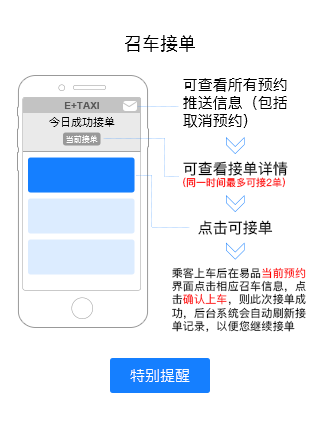 召车接单
E+TAXI
今日成功接单
当前接单
可查看所有预约
推送信息（包括
取消预约）
可查看接单详情
(同一时间最多可接2单)
点击可接单
乘客上车后在易品当前预约
界面点击相应召车信息，点
击确认上车，则此次接单成
功，后台系统会自动刷新接
单记录，以便您继续接单
特别提醒